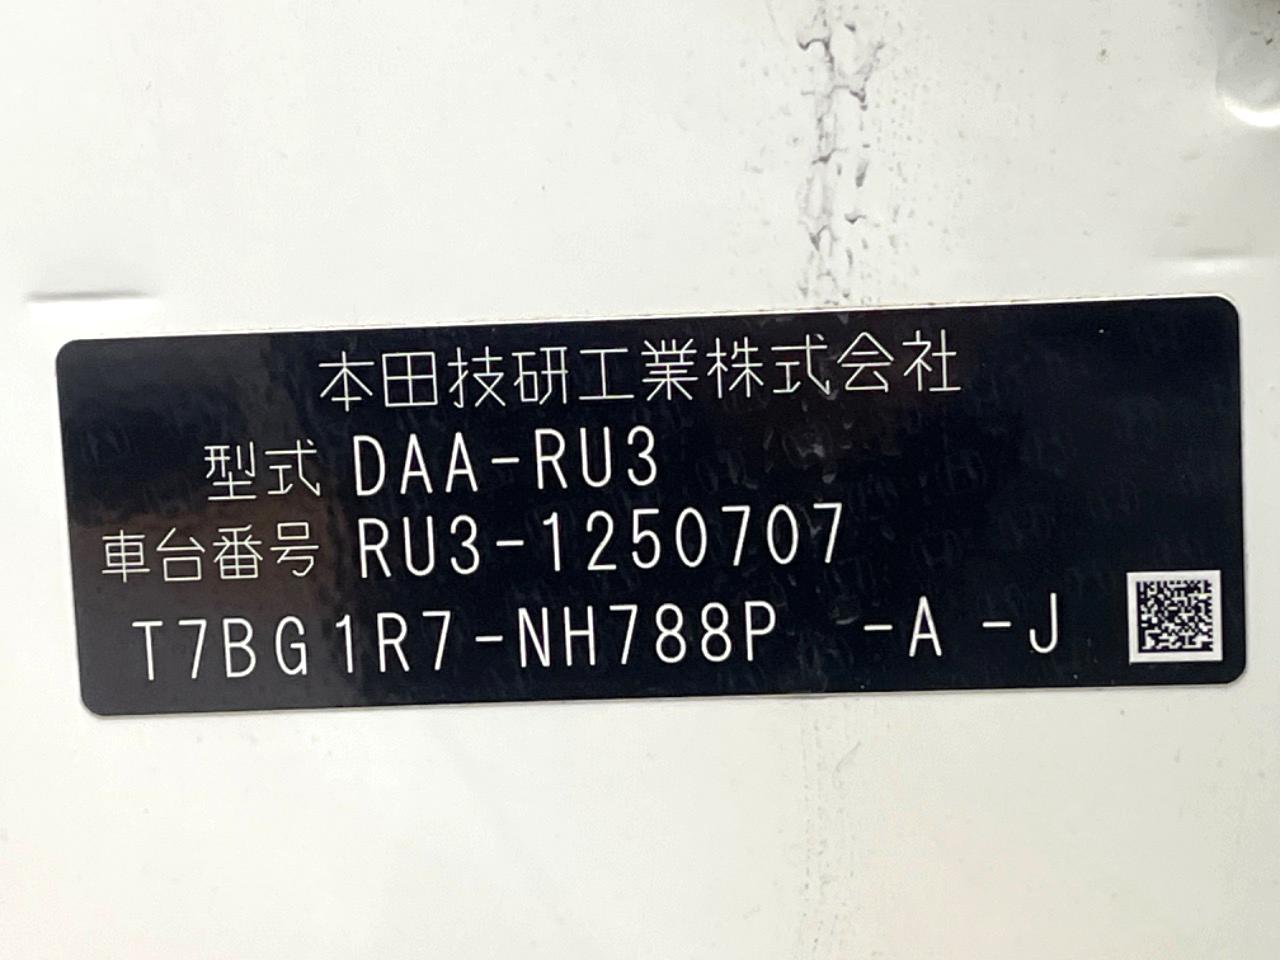 本田技研工業株式会社
型式 DAA-RU3
車台番号 RU3-1250707
T7BG1R7-NH788P -A -J